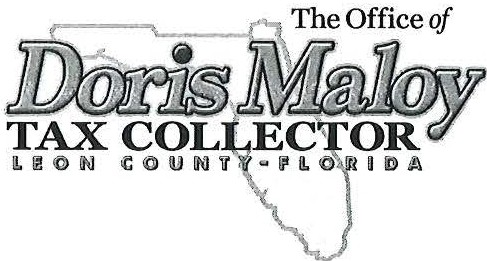 The Office of
Doris Maloy
TAX COLLECTOR
LEON COUNTY-FLORIDA